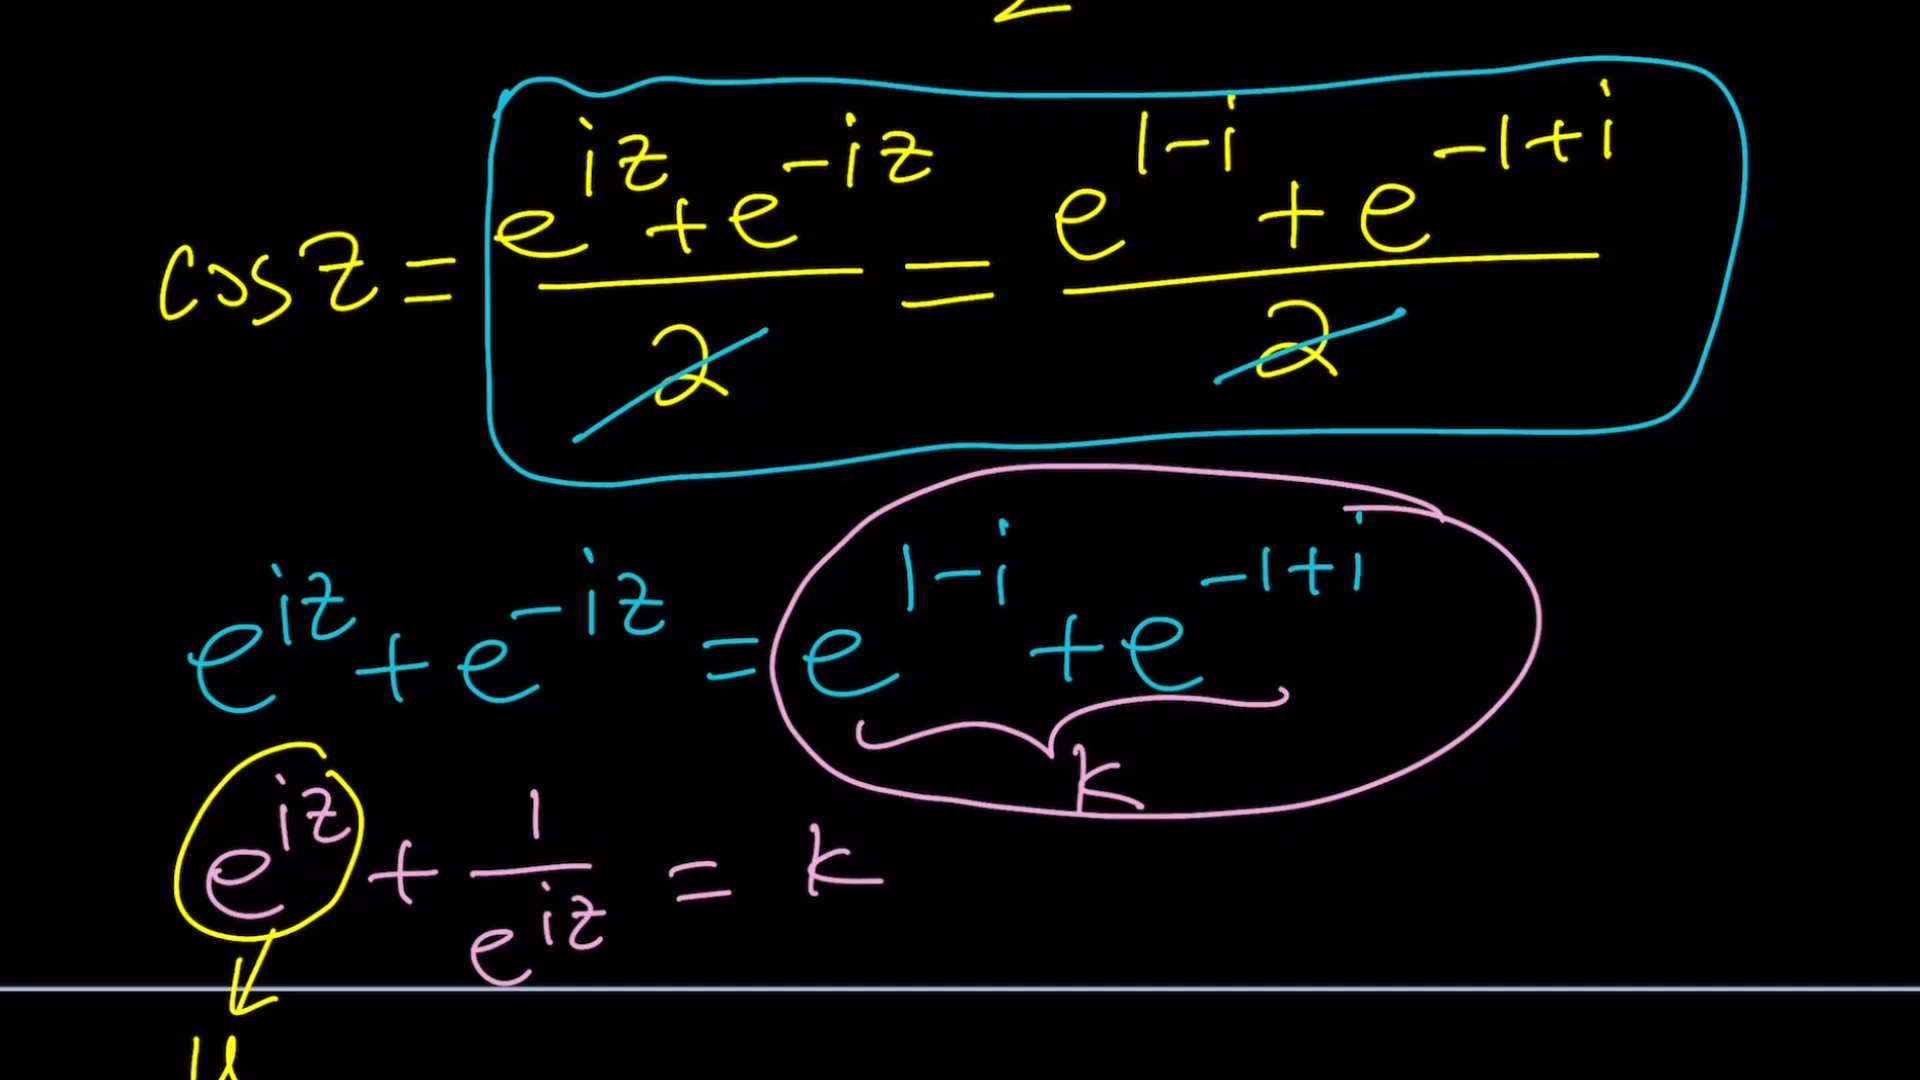 cos z = (e^{iz} + e^{-iz})/2 = (e^{1-i} + e^{-1+i})/2
e^{iz} + e^{-iz} = e^{1-i} + e^{-1+i}
k
e^{iz} + 1/e^{iz} = k